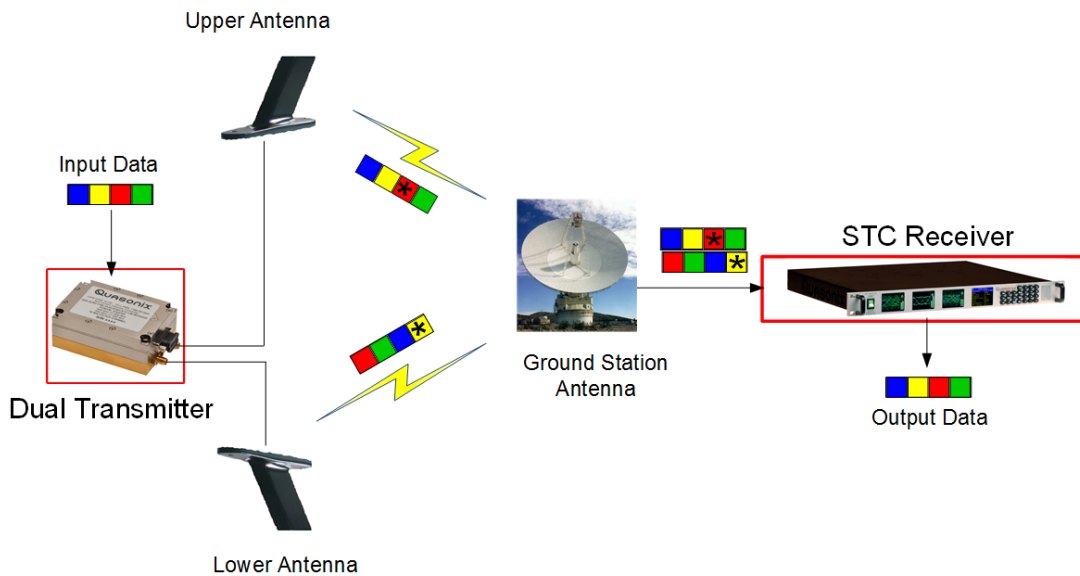 Upper Antenna
Input Data
Quasonix
Dual Transmitter
Lower Antenna
*
*
Ground Station
Antenna
*
*
STC Receiver
Output Data